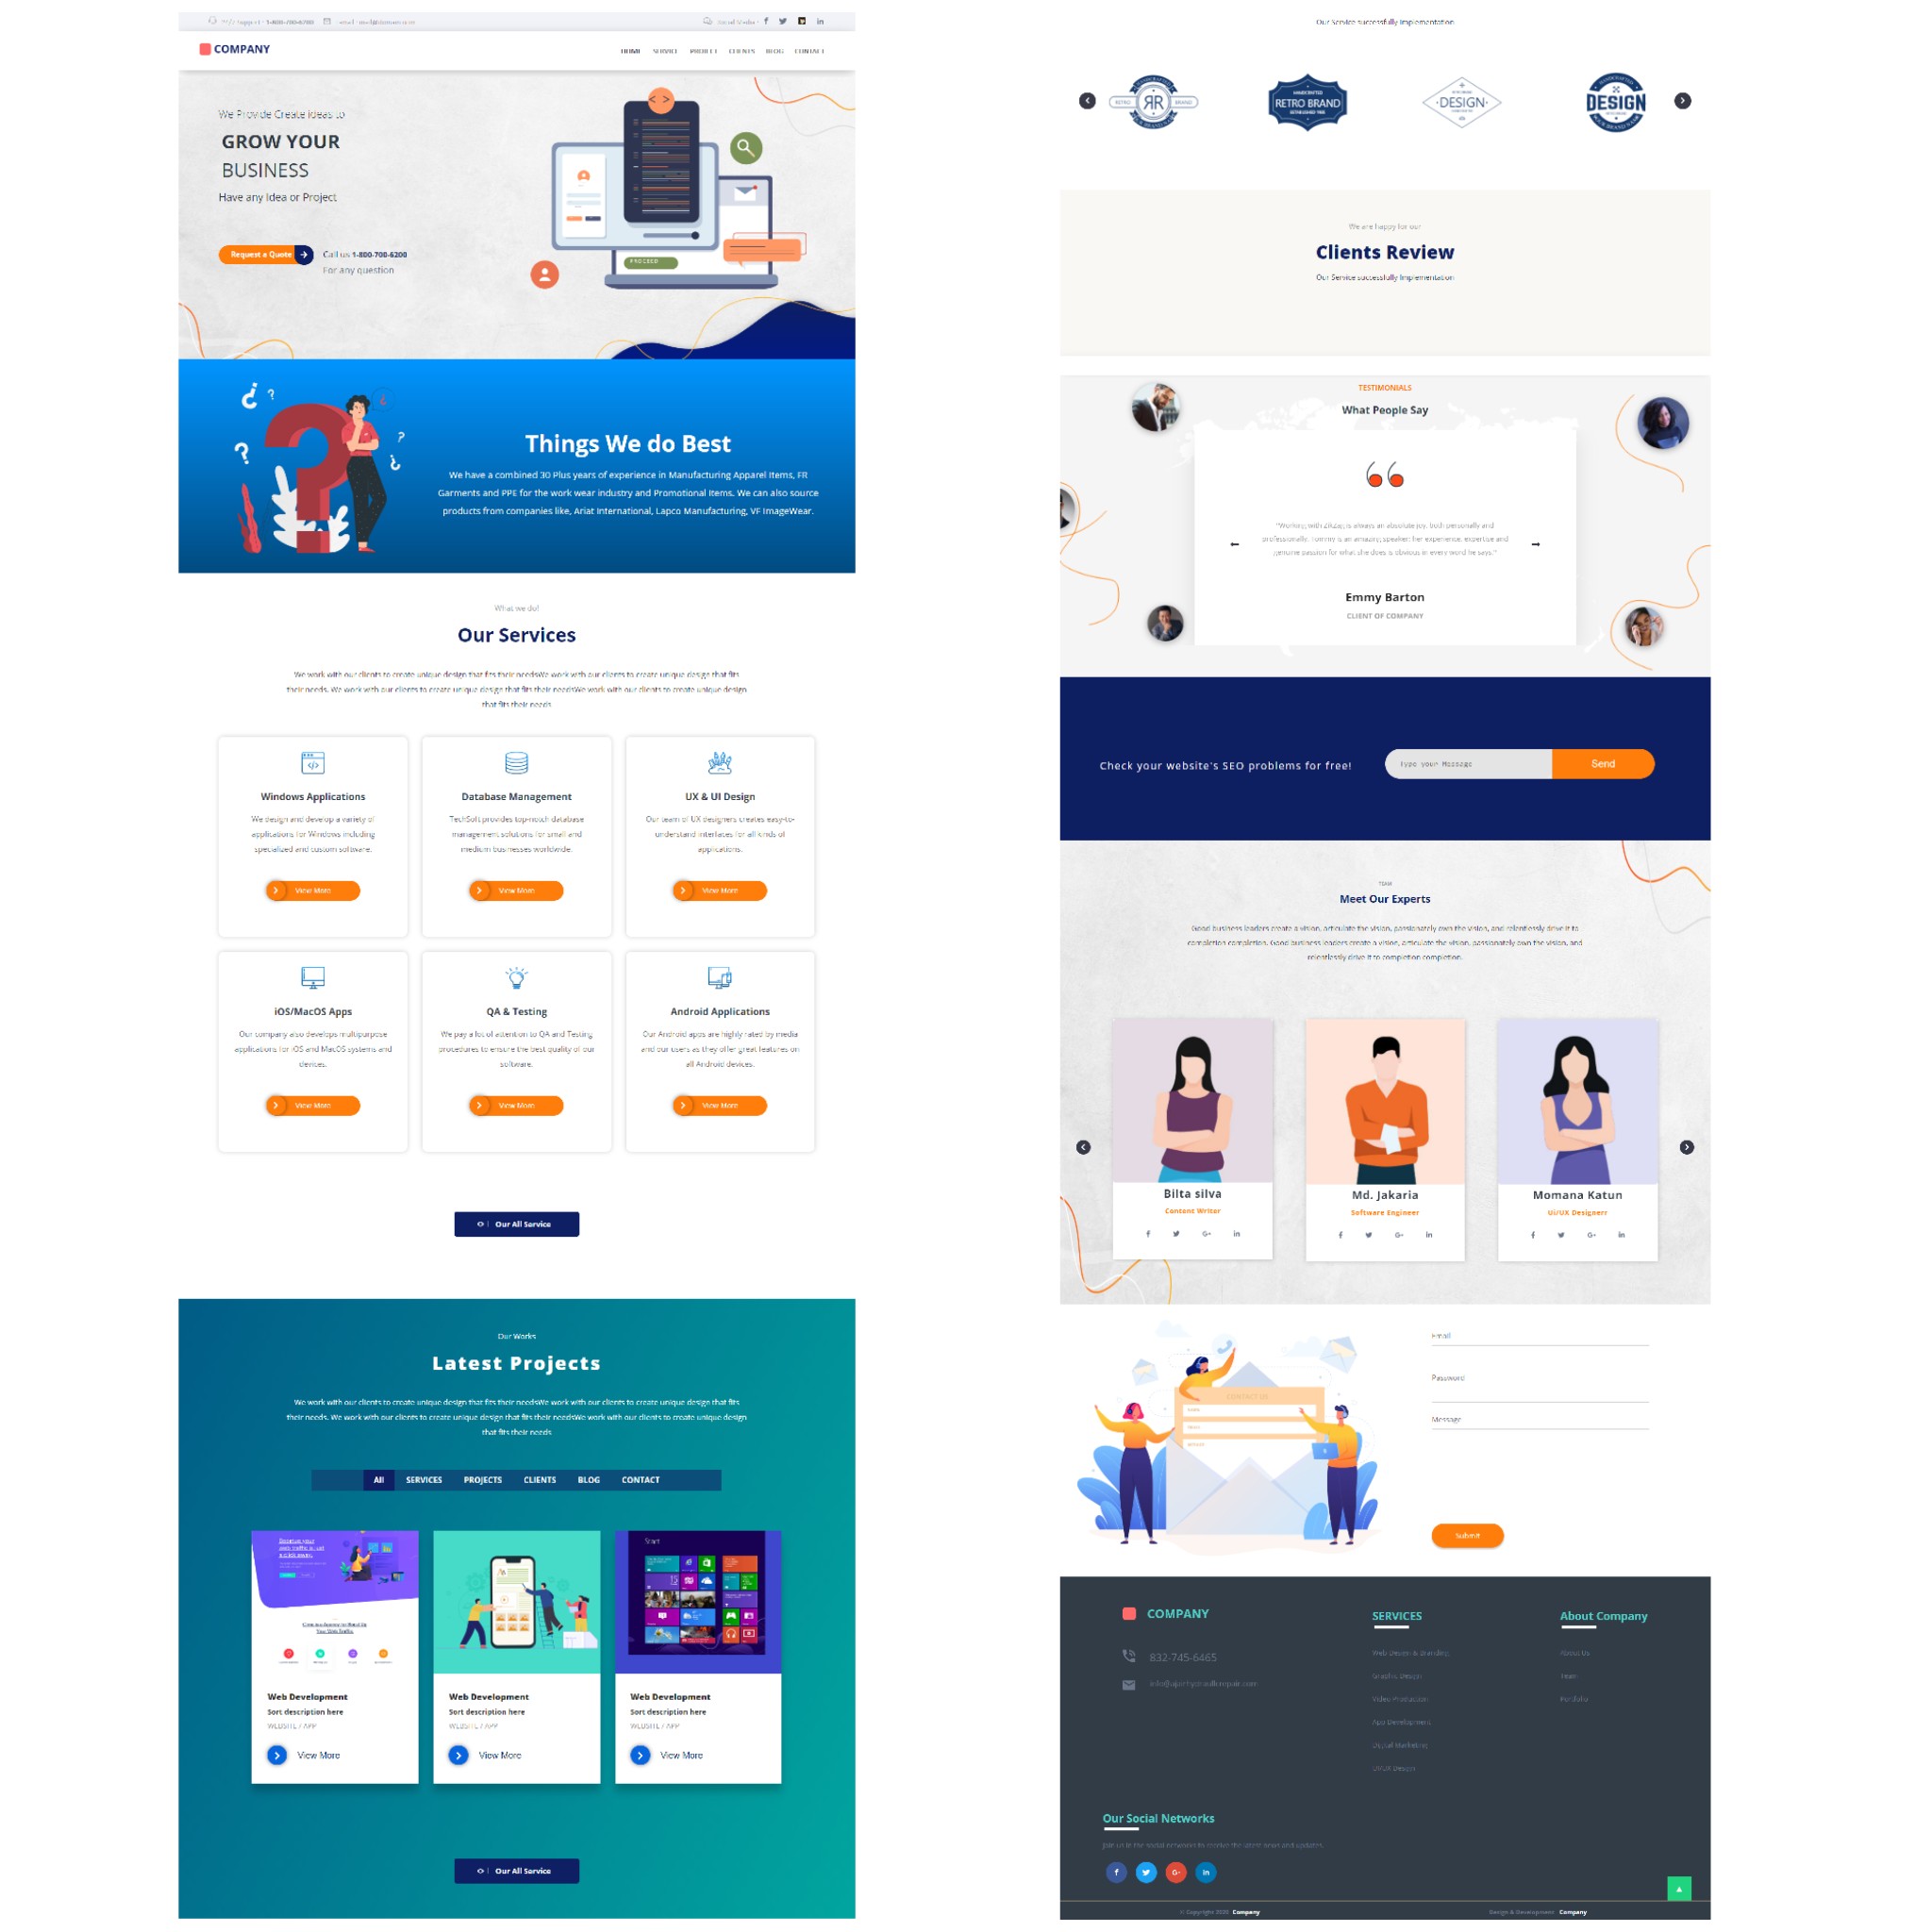 24/7 Support : 1-800-700-6200
Social Media :
COMPANY
HOME SERVICE PROJECT CLIENTS BLOG CONTACT
We Provide Create Ideas to
GROW YOUR
BUSINESS
Have any Idea or Project
Request a Quote
Call us 1-800-700-6200
For any question
PROCEED
Things We do Best
We have a combined 30 Plus years of experience in Manufacturing Apparel Items, FR
Garments and PPE for the work wear industry and Promotional Items. We can also source
products from companies like, Ariat International, Lapco Manufacturing, VF ImageWear.
What we do!
Our Services
We work with our clients to create unique design that fits their needsWe work with our clients to create unique design that fits
their needs. We work with our clients to create unique design that fits their needsWe work with our clients to create unique design
that fits their needs
Windows Applications
We design and develop a variety of
applications for Windows including
specialized and custom software.
View More
Database Management
TechSoft provides top-notch database
management solutions for small and
medium businesses worldwide.
View More
UX & UI Design
Our team of UX designers creates easy-to-
understand interfaces for all kinds of
applications.
View More
iOS/MacOS Apps
Our company also develops multipurpose
applications for iOS and MacOS systems and
devices.
View More
QA & Testing
We pay a lot of attention to QA and Testing
procedures to ensure the best quality of our
software.
View More
Android Applications
Our Android apps are highly rated by media
and our users as they offer great features on
all Android devices.
View More
Our All Service
Our Works
Latest Projects
We work with our clients to create unique design that fits their needsWe work with our clients to create unique design that fits
their needs. We work with our clients to create unique design that fits their needsWe work with our clients to create unique design
that fits their needs
All SERVICES PROJECTS CLIENTS BLOG CONTACT
Web Development
Sort description here
WEBSITE / APP
View More
Web Development
Sort description here
WEBSITE / APP
View More
Start
Web Development
Sort description here
WEBSITE / APP
View More
Our All Service
Our Service successfully Implementation
RETRO RR BRAND
HANDCRAFTED
RETRO BRAND
DESIGN
HANDCRAFTED
DESIGN
We are happy for our
Clients Review
Our Service successfully Implementation
TESTIMONIALS
What People Say
"Working with ZikZag is always an absolute joy, both personally and
professionally. Tommy is an amazing speaker; her experience, expertise and
genuine passion for what she does is obvious in every word he says."
Emmy Barton
CLIENT OF COMPANY
Check your website's SEO problems for free!
Type your Message
Send
TEAM
Meet Our Experts
Good business leaders create a vision, articulate the vision, passionately own the vision, and relentlessly drive it to
completion completion. Good business leaders create a vision, articulate the vision, passionately own the vision, and
relentlessly drive it to completion completion.
Bilta silva
Content Writer
Md. Jakaria
Software Engineer
Momana Katun
Ui/UX Designerr
CONTACT US
Email
Password
Message
Submit
COMPANY
832-745-6465
SERVICES
Web Design & Branding
Graphic Design
Video Production
App Development
Digital Marketing
UI/UX Design
About Company
About Us
Team
Portfolio
Our Social Networks
Join us in the social networks to receive the latest news and updates.
© Copyright 2020 Company
Design & Development Company